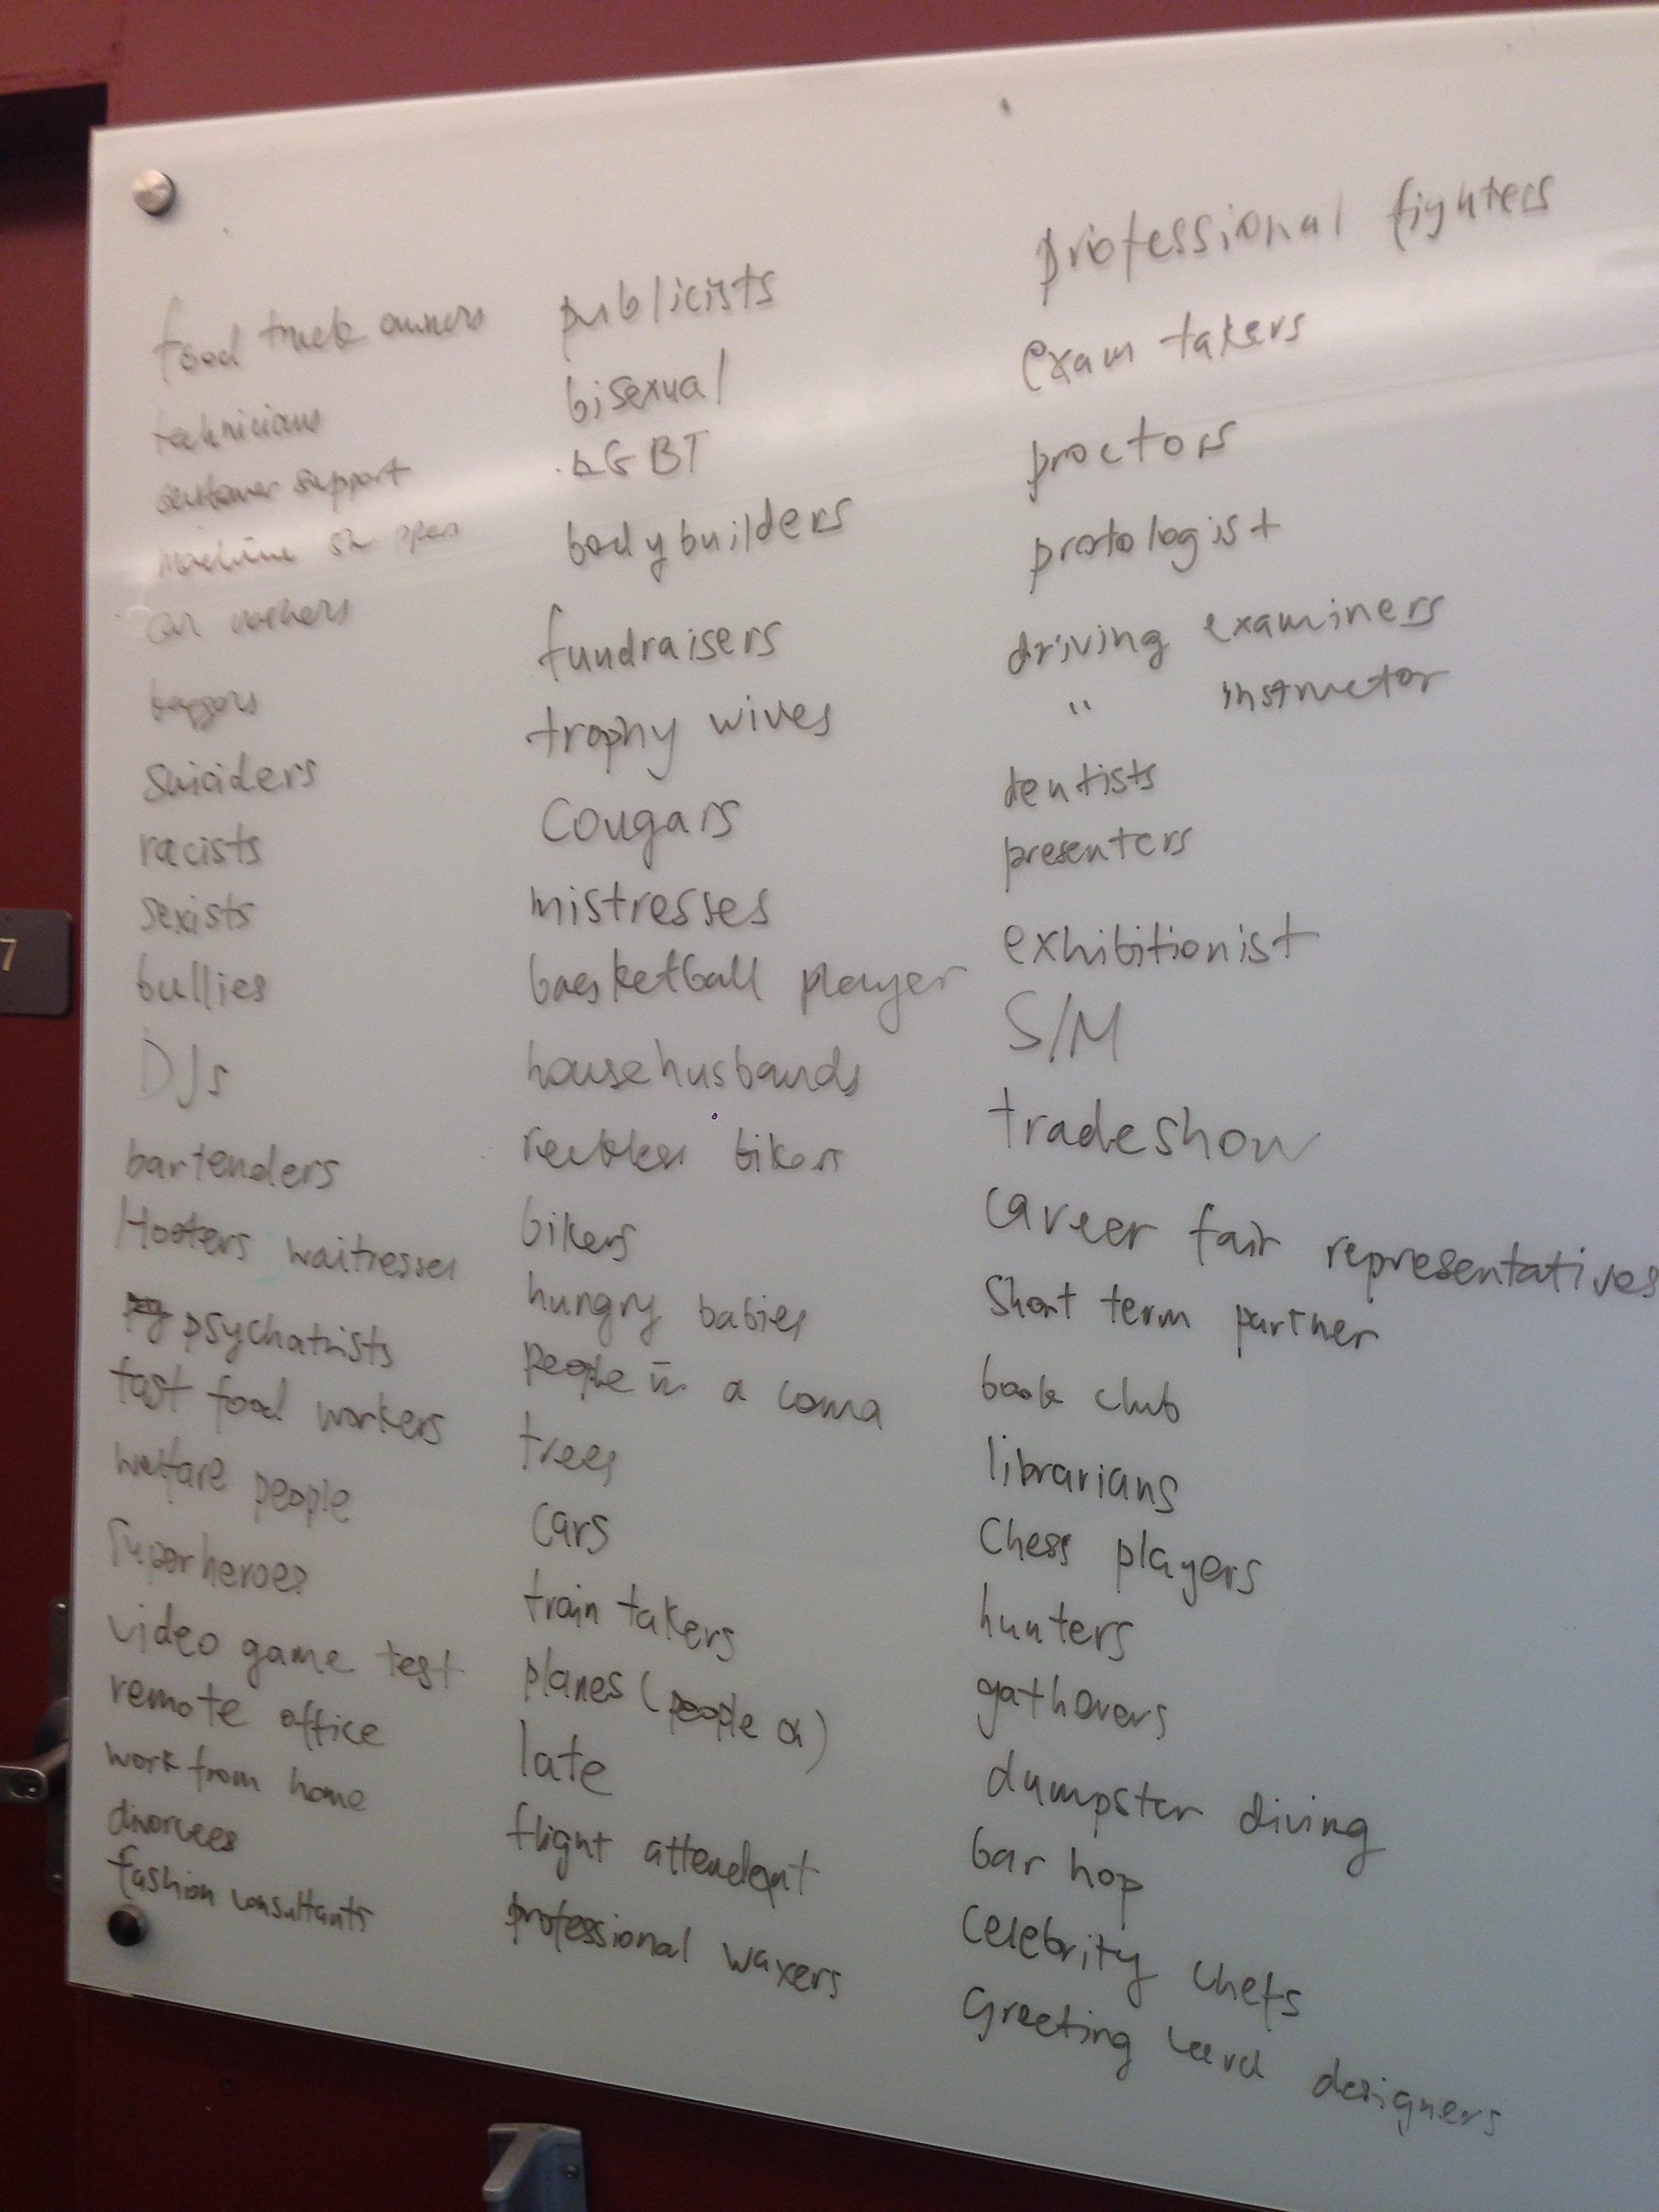 food truck owners
technicians
customer support
machine
car washers
suiciders
racists
sexists
bullies
DJs
bartenders
Hooters waitresses
psychatrists
fast food workers
welfare people
superheroes
video game test
remote office
work from home
divorcees
fashion consultants
publicists
bisexual
LGBT
bodybuilders
fundraisers
trophy wives
Cougars
mistresses
basketball player
househusbands
reckless bikers
bikers
hungry babies
people in a coma
trees
cars
train takers
planes (people
late
flight attendant
professional waxers
professional fighters
exam takers
proctors
protologist
driving examiners
" instructor
dentists
presenters
exhibitionist
S/M
tradeshow
career fair representatives
Short term partner
book club
librarians
Chess players
hunters
gatherers
dumpster diving
bar hop
celebrity chefs
Greeting card designers
7